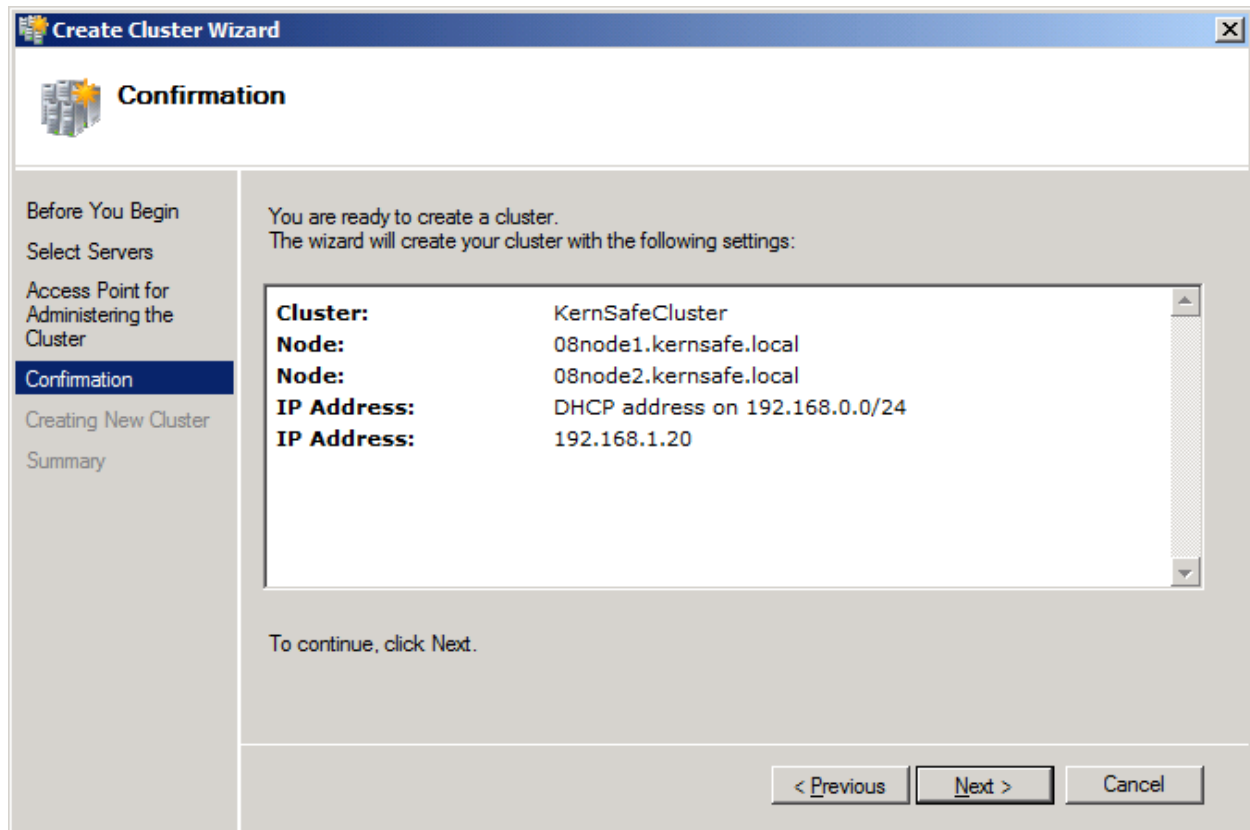 Create Cluster Wizard
Confirmation
Before You Begin
Select Servers
Access Point for
Administering the
Cluster
Confirmation
Creating New Cluster
Summary
You are ready to create a cluster.
The wizard will create your cluster with the following settings:
Cluster: KernSafeCluster
Node: 08node1.kernsafe.local
Node: 08node2.kernsafe.local
IP Address: DHCP address on 192.168.0.0/24
IP Address: 192.168.1.20
To continue, click Next.
< Previous Next > Cancel